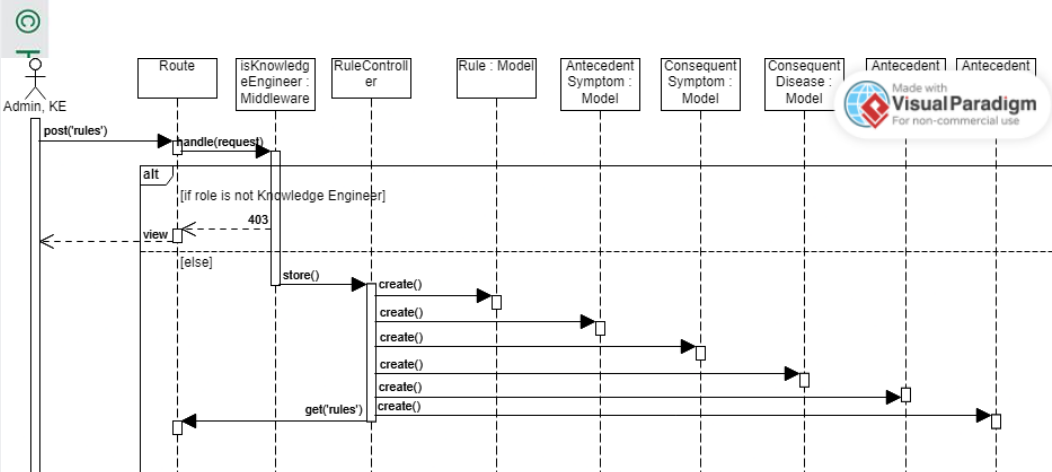 ©
Route
isKnowledg
eEngineer :
Middleware
RuleControll
er
Rule : Model
Antecedent
Symptom :
Model
Consequent
Symptom :
Model
Consequent
Disease :
Model
Antecedent
Antecedent
Made with
VisualParadigm
For non-commercial use
Admin, KE
post('rules')
handle(request)
alt
[if role is not Knowledge Engineer]
403
view
[else]
store()
create()
create()
create()
create()
create()
create()
get('rules')